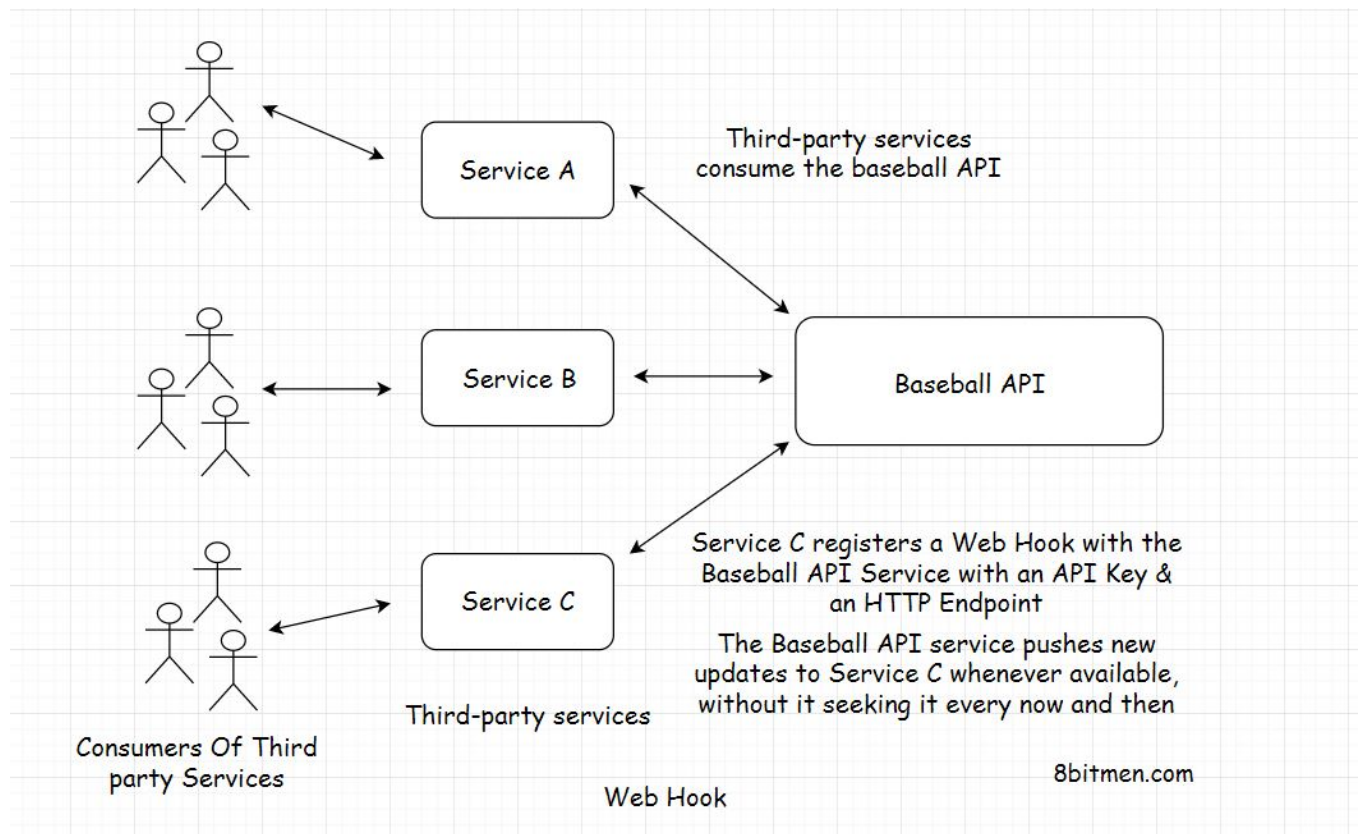 Service A
Third-party services
consume the baseball API
Service B
Baseball API
Service C
Service C registers a Web Hook with the
Baseball API Service with an API Key &
an HTTP Endpoint
The Baseball API service pushes new
updates to Service C whenever available,
without it seeking it every now and then
Third-party services
Consumers Of Third
party Services
8bitmen.com
Web Hook